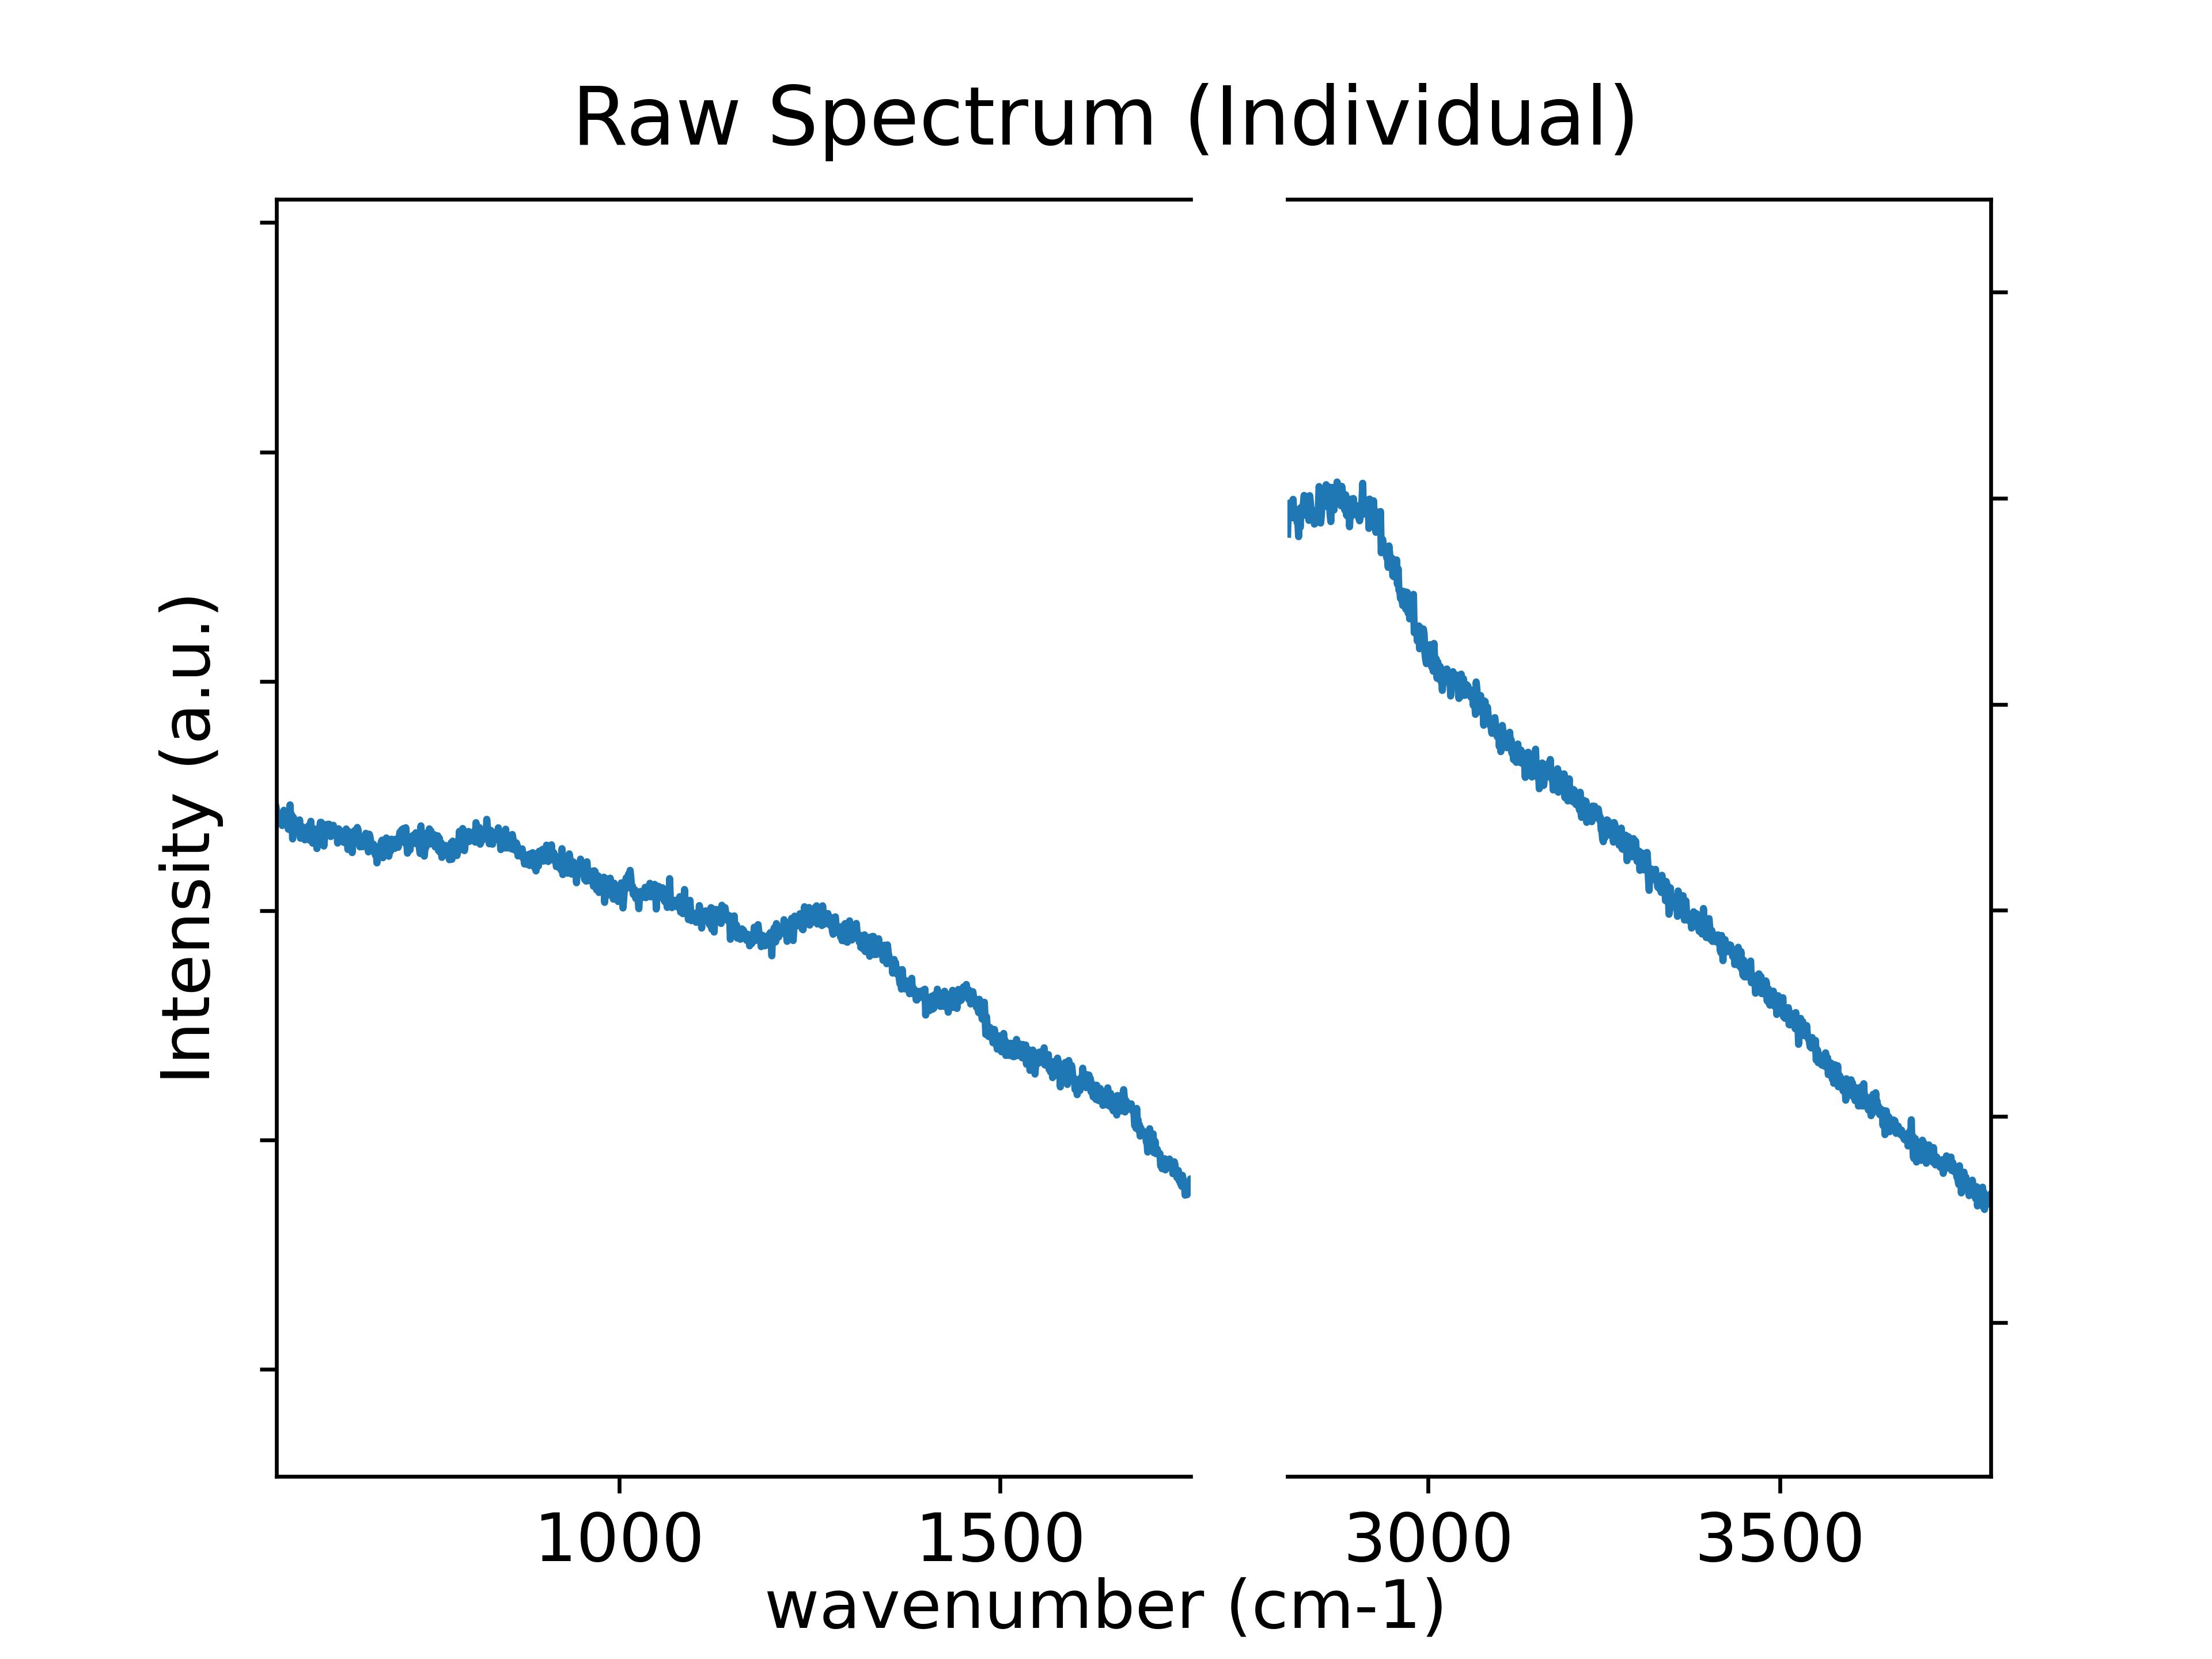 Raw Spectrum (Individual)
Intensity (a.u.)
1000 1500 3000 3500
wavenumber (cm-1)